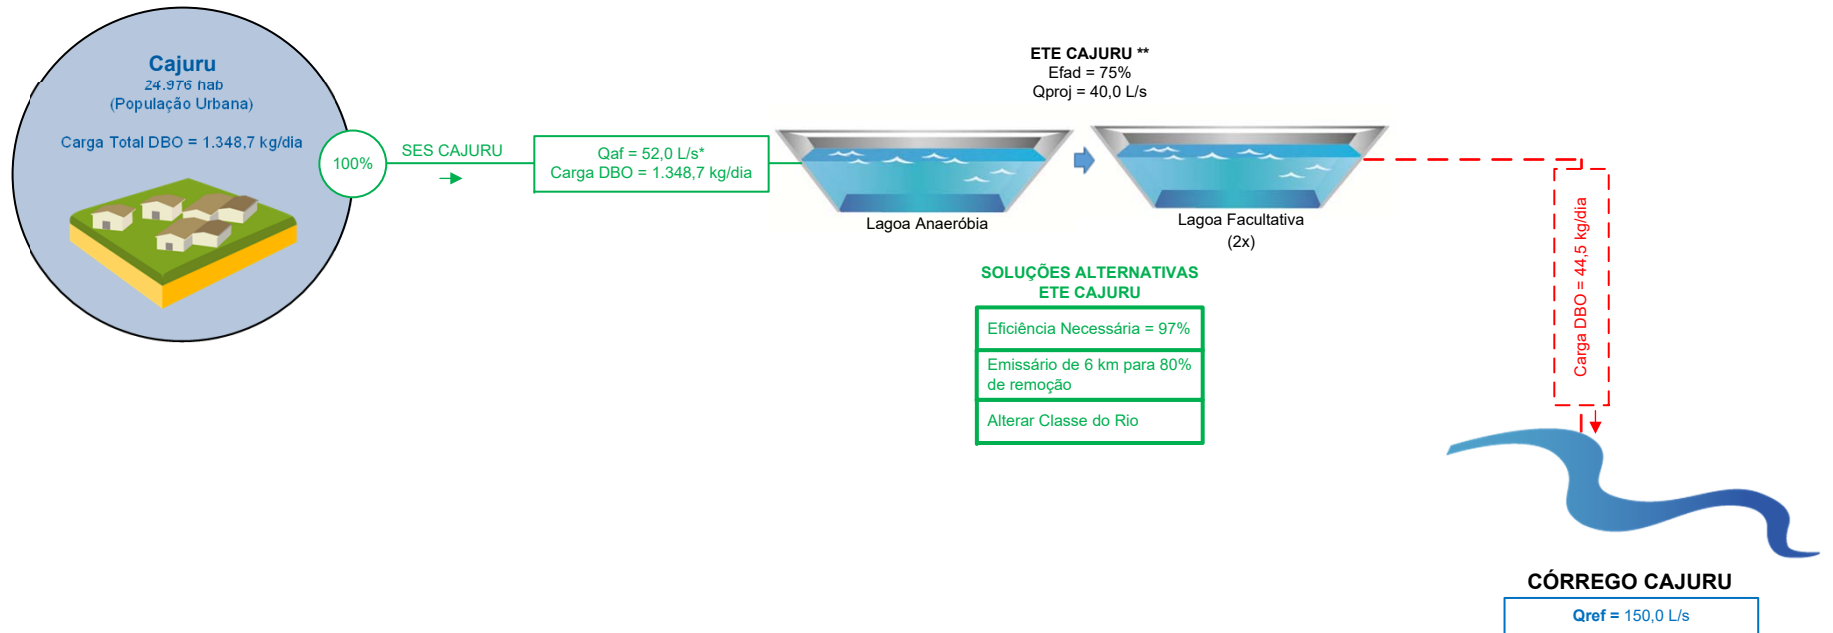 Cajuru
24.976 hab
(População Urbana)
Carga Total DBO = 1.348,7 kg/dia
100%
SES CAJURU
Qaf = 52,0 L/s*
Carga DBO = 1.348,7 kg/dia
ETE CAJURU **
Efad = 75%
Qproj = 40,0 L/s
Lagoa Anaeróbia
Lagoa Facultativa
(2x)
SOLUÇÕES ALTERNATIVAS
ETE CAJURU
Eficiência Necessária = 97%
Emissário de 6 km para 80%
de remoção
Alterar Classe do Rio
Carga DBO = 44,5 kg/dia
CÓRREGO CAJURU
Qref = 150,0 L/s